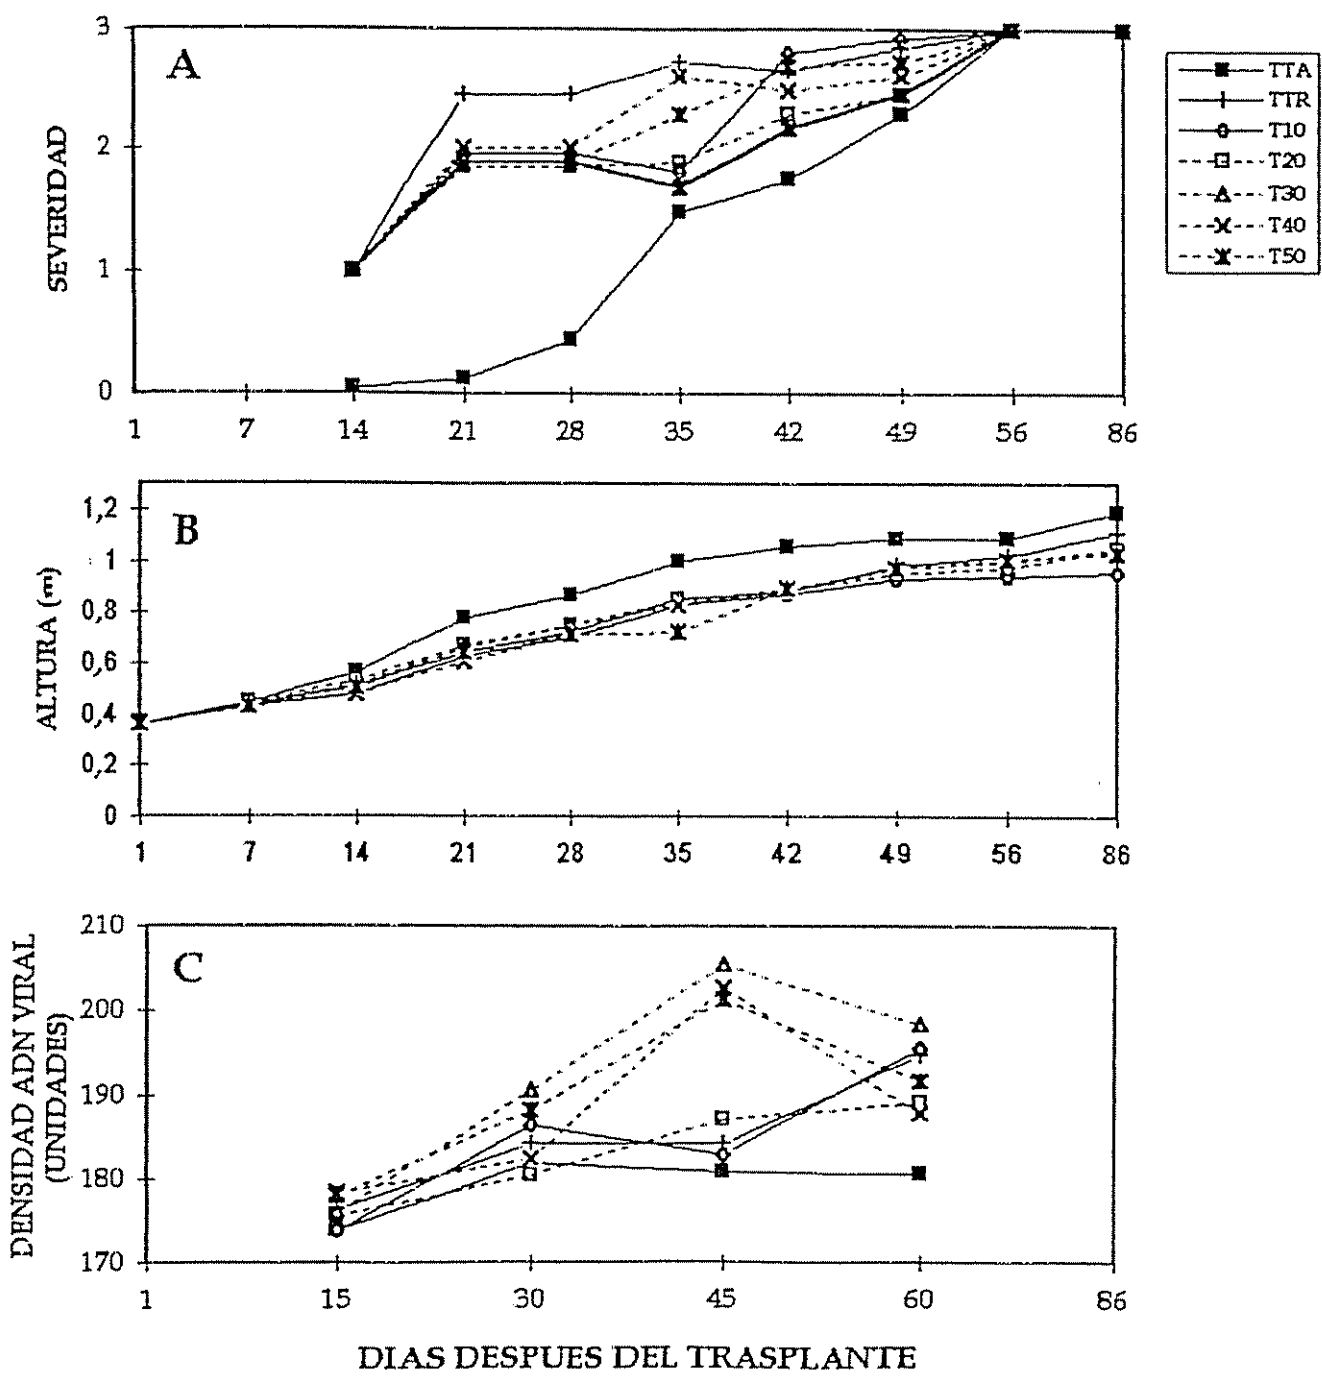 A
SEVERIDAD
3
2
1
0
1 7 14 21 28 35 42 49 56 86
TTA
TTR
T10
T20
T30
T40
T50
B
ALTURA (m)
1,2
1
0,8
0,6
0,4
0,2
0
1 7 14 21 28 35 42 49 56 86
C
DENSIDAD ADN VIRAL
(UNIDADES)
210
200
190
180
170
1 15 30 45 60 86
DIAS DESPUES DEL TRASPLANTE